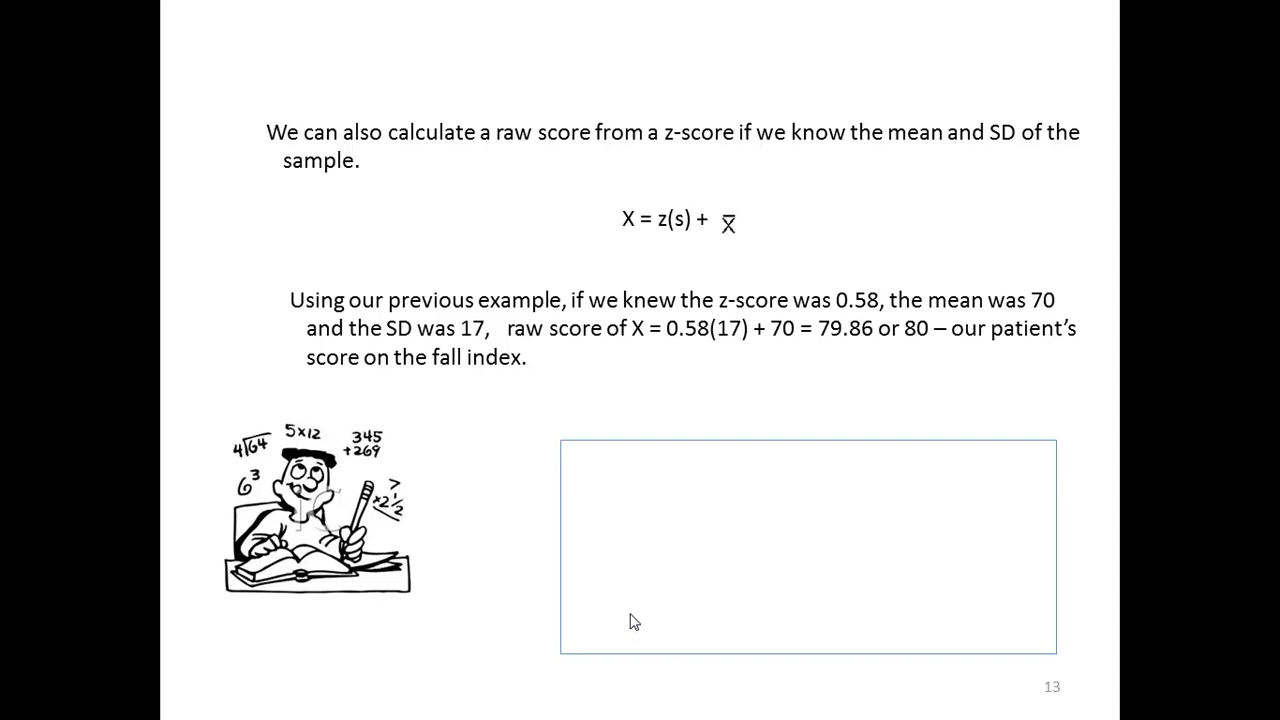 We can also calculate a raw score from a z-score if we know the mean and SD of the
sample.
X = z(s) + X̅
Using our previous example, if we knew the z-score was 0.58, the mean was 70
and the SD was 17, raw score of X = 0.58(17) + 70 = 79.86 or 80 – our patient’s
score on the fall index.
5x12
4√64
345
+269
6³
7
x2½
13